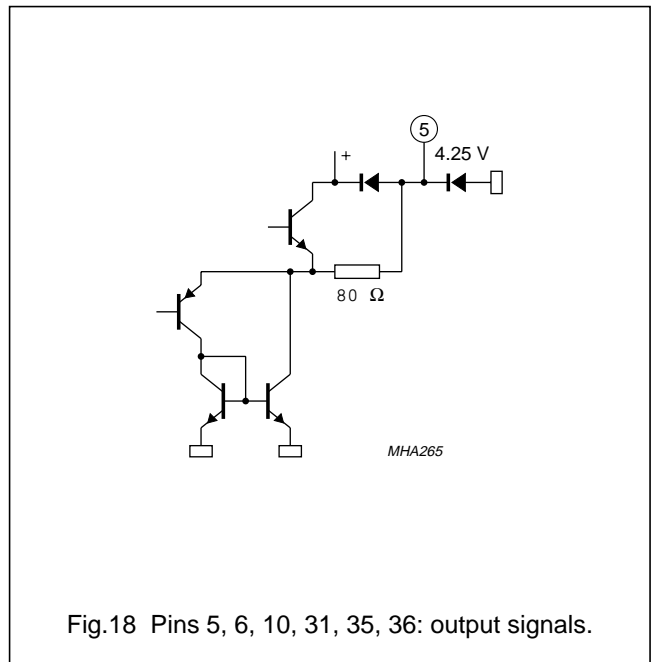 5
+
4.25 V
80 Ω
MHA265
Fig.18 Pins 5, 6, 10, 31, 35, 36: output signals.